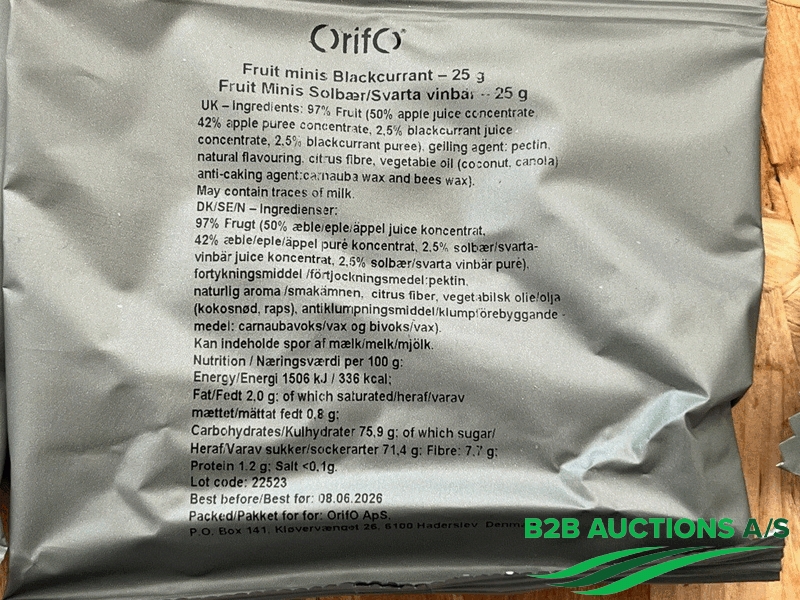 OrifO
Fruit minis Blackcurrant – 25 g
Fruit Minis Solbær/Svarta vinbär -- 25 g
UK – Ingredients: 97% Fruit (50% apple juice concentrate,
42% apple puree concentrate, 2,5% blackcurrant juice
concentrate, 2,5% blackcurrant puree), gelling agent: pectin,
natural flavouring, citrus fibre, vegetable oil (coconut, canola)
anti-caking agent:carnauba wax and bees wax).
May contain traces of milk.
DK/SE/N – Ingredienser:
97% Frugt (50% æble/eple/äppel juice koncentrat,
42% æble/eple/äppel puré koncentrat, 2,5% solbær/svarta-
vinbär juice koncentrat, 2,5% solbær/svarta vinbär puré),
fortykningsmiddel /förtjockningsmedel:pektin,
naturlig aroma /smakämnen, citrus fiber, vegetabilsk olie/olja
(kokosnød, raps), antiklumpningsmiddel/klumpförebyggande -
medel: carnaubavoks/vax og bivoks/vax).
Kan indeholde spor af mælk/melk/mjölk.
Nutrition / Næringsværdi per 100 g:
Energy/Energi 1506 kJ / 336 kcal;
Fat/Fedt 2,0 g; of which saturated/heraf/varav
mættet/mättat fedt 0,8 g;
Carbohydrates/Kulhydrater 75,9 g; of which sugar/
Heraf/Varav sukker/sockerarter 71,4 g; Fibre: 7,7 g;
Protein 1.2 g; Salt <0,1g.
Lot code: 22523
Best before/Best før: 08.06.2026
Packed/Pakket for for: OrifO ApS,
P.O. Box 141, Kløvervænget 26, 6100 Haderslev, Denm
B2B AUCTIONS A/S